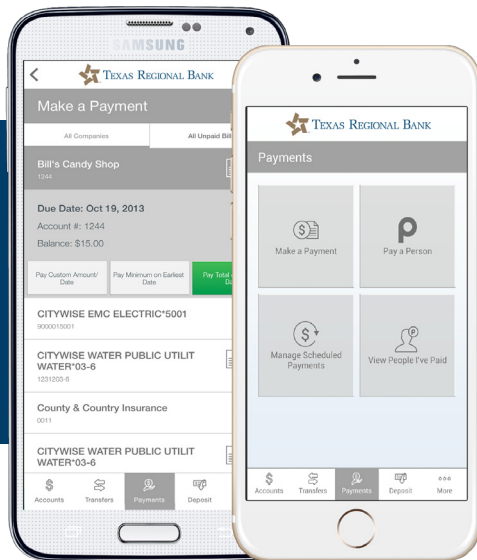 SAMSUNG
TEXAS REGIONAL BANK
Make a Payment
All Companies
All Unpaid Bill
Bill's Candy Shop
1244
Due Date: Oct 19, 2013
Account #: 1244
Balance: $15.00
Pay Custom Amount/
Date
Pay Minimum on Earliest
Date
Pay Total
CITYWISE EMC ELECTRIC*5001
9000015001
CITYWISE WATER PUBLIC UTILIT
WATER*03-6
1231203-6
County & Country Insurance
0011
CITYWISE WATER PUBLIC UTILIT
WATER*03-6
Accounts
Transfers
Payments
Deposit
TEXAS REGIONAL BANK
Payments
Make a Payment
Pay a Person
Manage Scheduled
Payments
View People I've Paid
Accounts
Transfers
Payments
Deposit
More